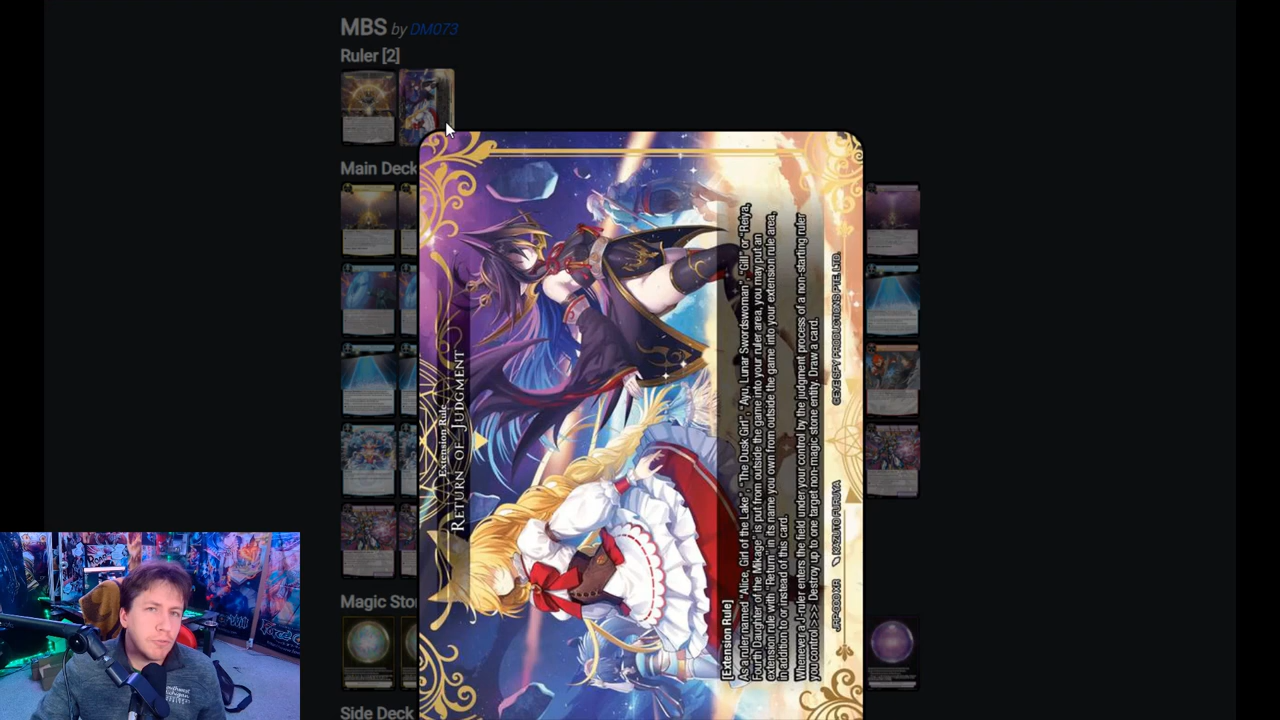 MBS by DM073
Ruler [2]
Main Deck
Magic Sto
Side Deck
Extension Rule
RETURN OF JUDGMENT
[Extension Rule]
As a ruler named "Alice, Girl of the Lake", "The Dusk Girl", "Ayu, Lunar Swordswoman", "Gill" or "Reiya,
Fourth Daughter of the Mikage" is put from outside the game into your ruler area, you may put an
extension rule with "Return" in its name you own from outside the game into your extension rule area,
in addition to or instead of this card.
Whenever a J-ruler enters the field under your control by the judgment process of a non-starting ruler
you control >>> Destroy up to one target non-magic stone entity. Draw a card.
KAZUTO FURUYA
©EYE SPY PRODUCTIONS PTE. LTD.